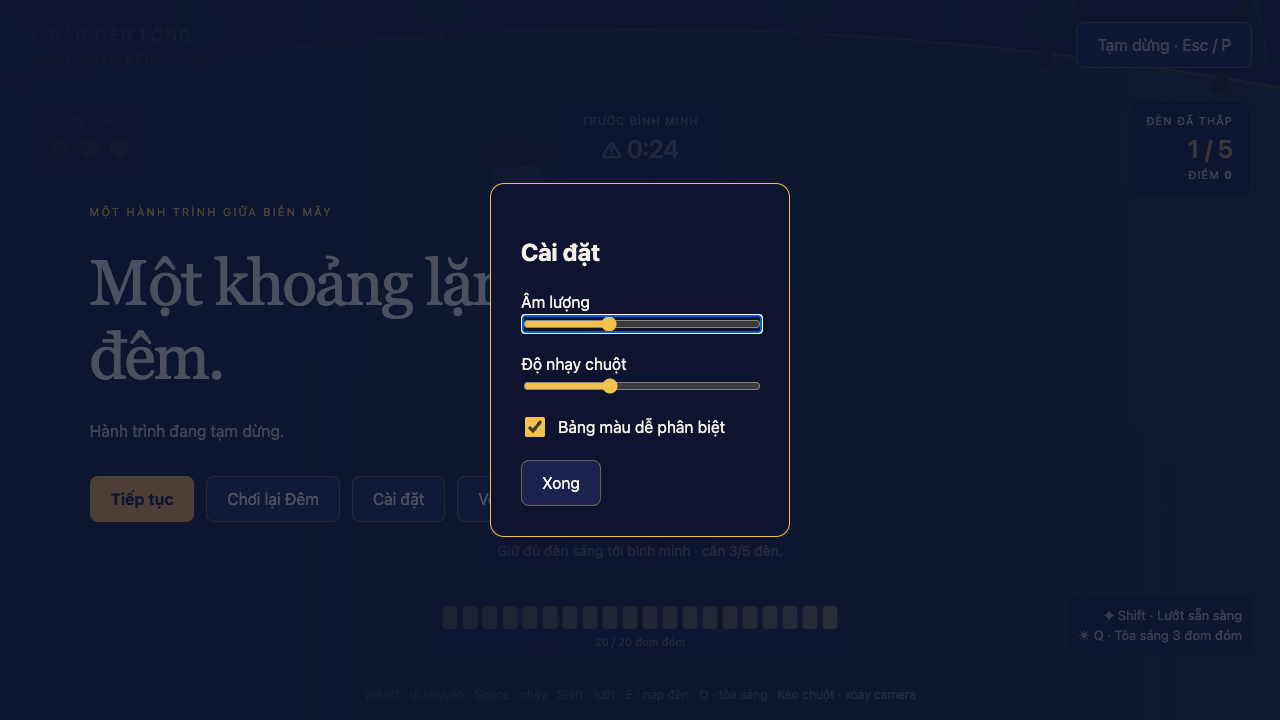 ĐẢO ĐÈN LỒNG
Tạm dừng · Esc / P
TRƯỚC BÌNH MINH
0:24
ĐÈN ĐÃ THẮP
1 / 5
ĐIỂM 0
MỘT HÀNH TRÌNH GIỮA BIỂN MÂY
Một khoảng lặn
đêm.
Hành trình đang tạm dừng.
Tiếp tục
Chơi lại Đêm
Cài đặt
Cài đặt
Âm lượng
Độ nhạy chuột
Bảng màu dễ phân biệt
Xong
Giữ đủ đèn sáng tới bình minh · cần 3/5 đèn.
20 / 20 đom đóm
✦ Shift · Lướt sẵn sàng
☀ Q · Tỏa sáng 3 đom đóm
WASD · di chuyển Space · nhảy Shift · lướt E · nạp đèn Q · tỏa sáng Kéo chuột · xoay camera